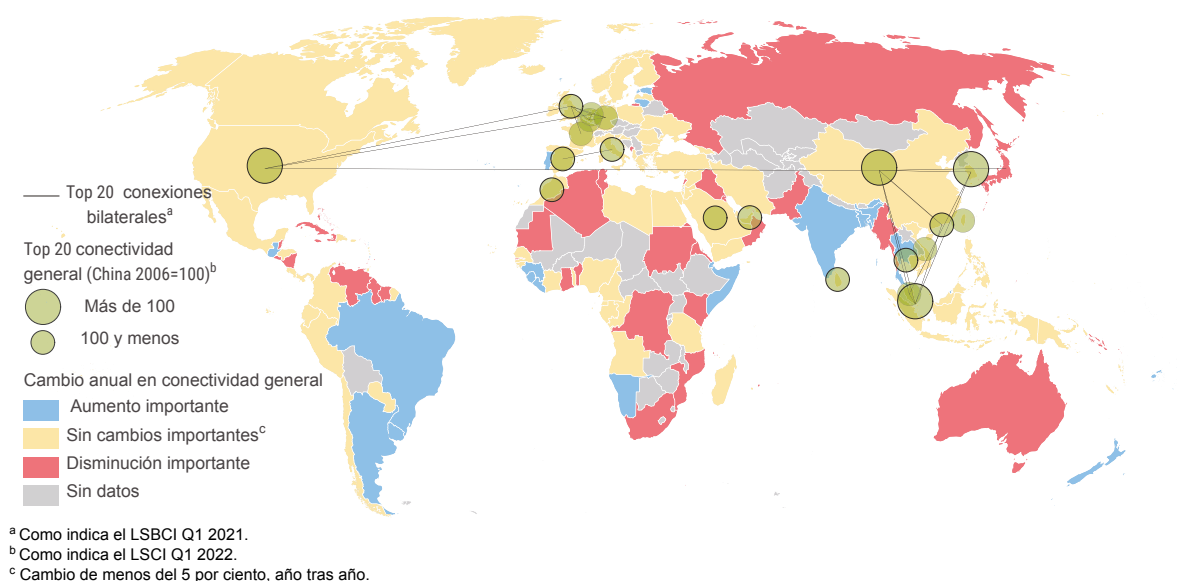 Top 20 conexiones
bilateralesª
Top 20 conectividad
general (China 2006=100)ᵇ
Más de 100
100 y menos
Cambio anual en conectividad general
Aumento importante
Sin cambios importantesᶜ
Disminución importante
Sin datos
ª Como indica el LSBCI Q1 2021.
ᵇ Como indica el LSCI Q1 2022.
ᶜ Cambio de menos del 5 por ciento, año tras año.